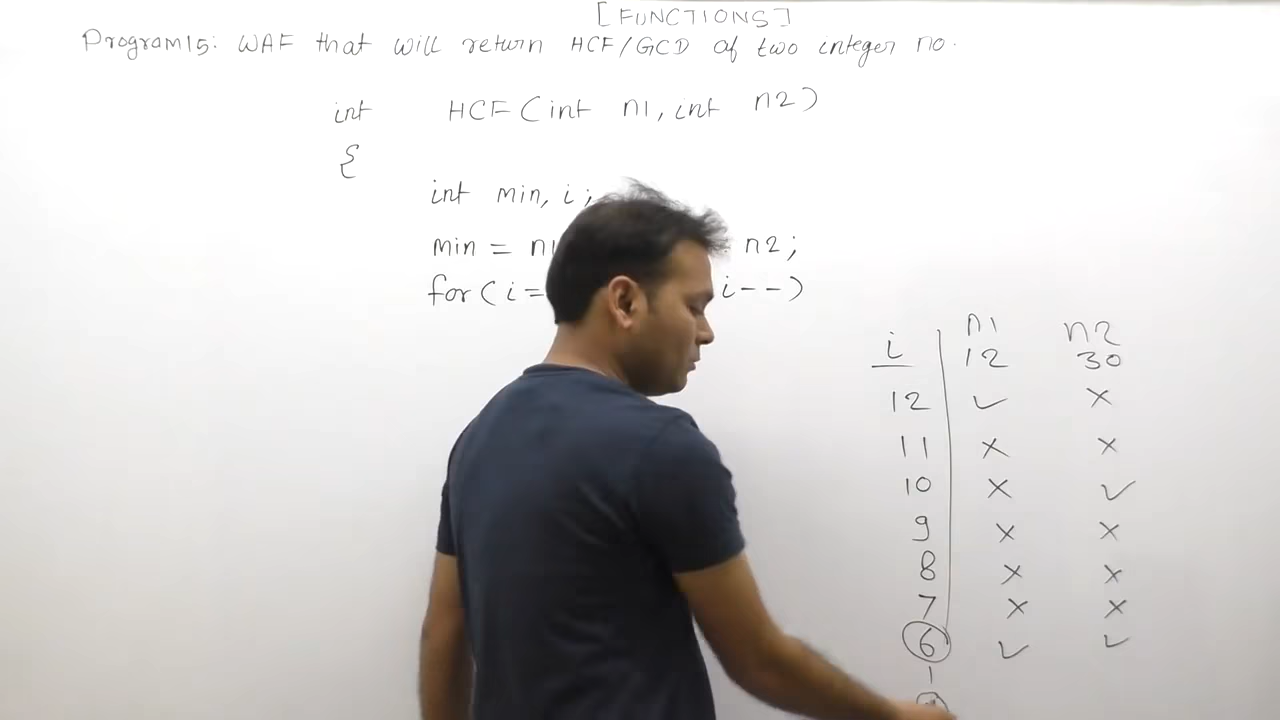 [FUNCTIONS]
Program15: WAF that will return HCF/GCD of two integer no.
int HCF(int n1, int n2)
{
int min, i;
min = n1 n2;
for(i= i--)
n1 n2
i 12 30
12 ✓ ×
11 × ×
10 × ✓
9 × ×
8 × ×
7 × ×
6 ✓ ✓